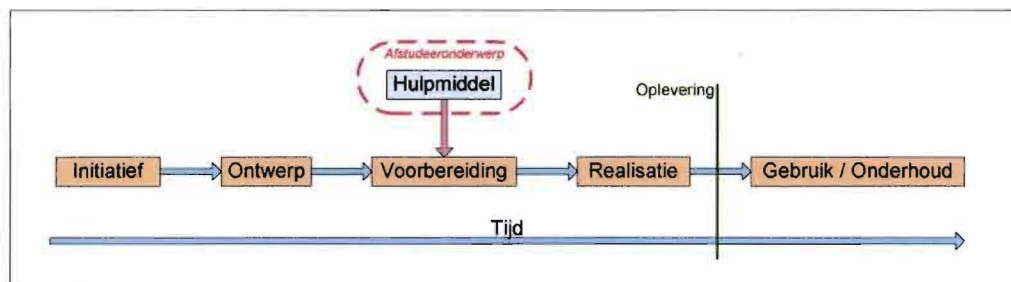 Afstudeeronderwerp
Hulpmiddel
Oplevering
Initiatief
Ontwerp
Voorbereiding
Realisatie
Gebruik / Onderhoud
Tijd